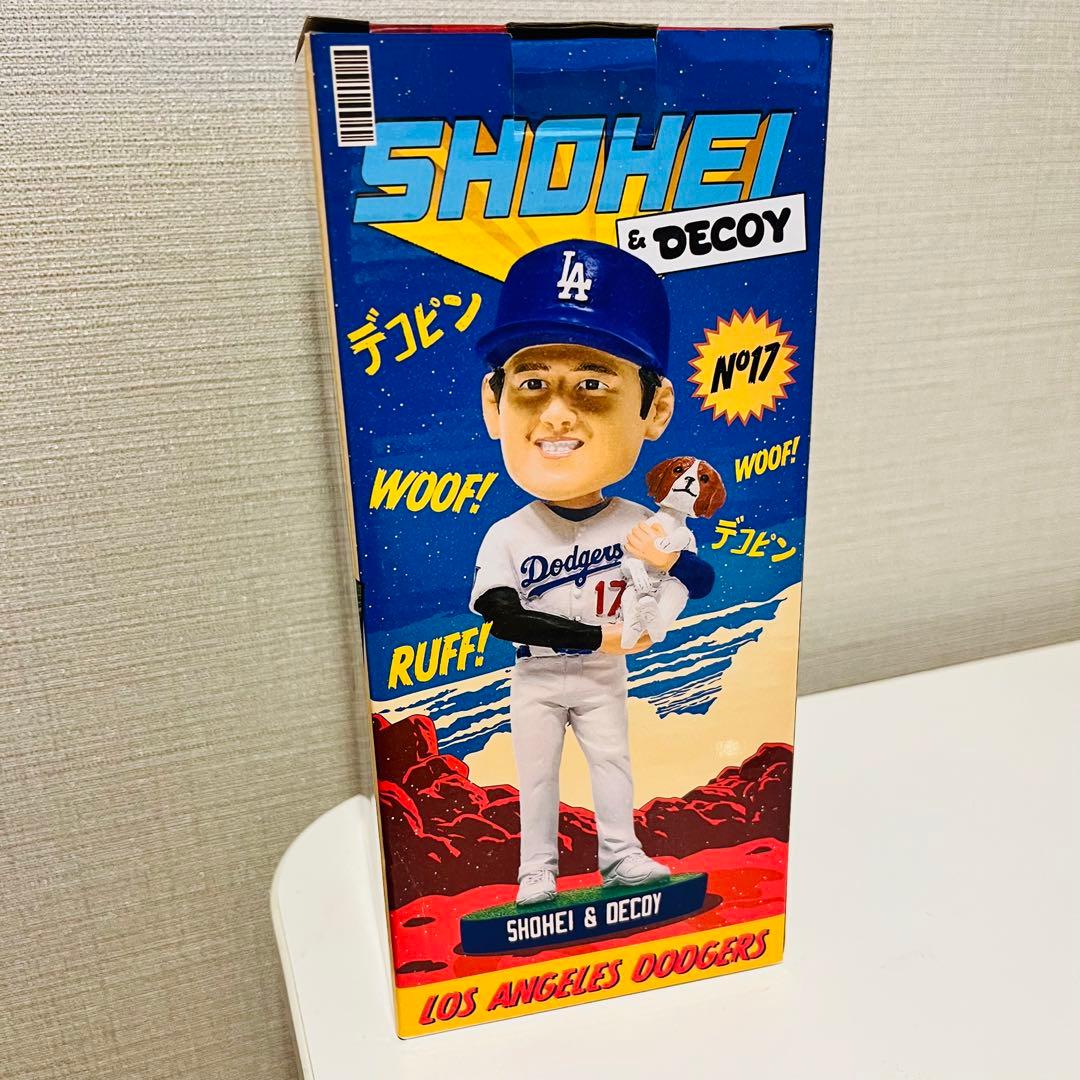 SHOHEI
& DECOY
LA
デコピン
Nº17
WOOF!
WOOF!
デコピン
Dodgers
17
RUFF!
SHOHEI & DECOY
LOS ANGELES DODGERS